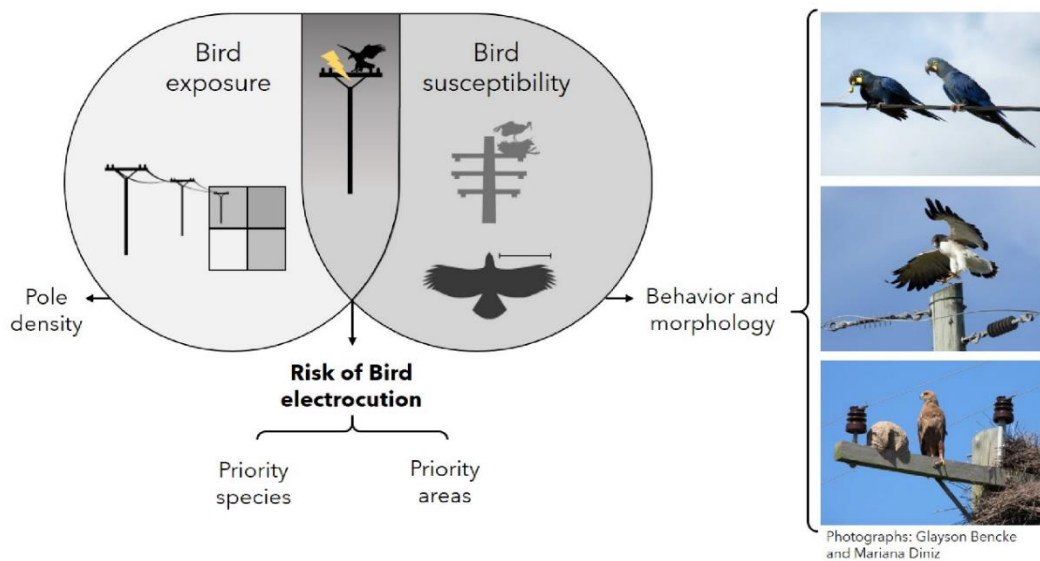 Bird
exposure
Bird
susceptibility
Pole
density
Behavior and
morphology
Risk of Bird
electrocution
Priority
species
Priority
areas
Photographs: Glayson Bencke
and Mariana Diniz